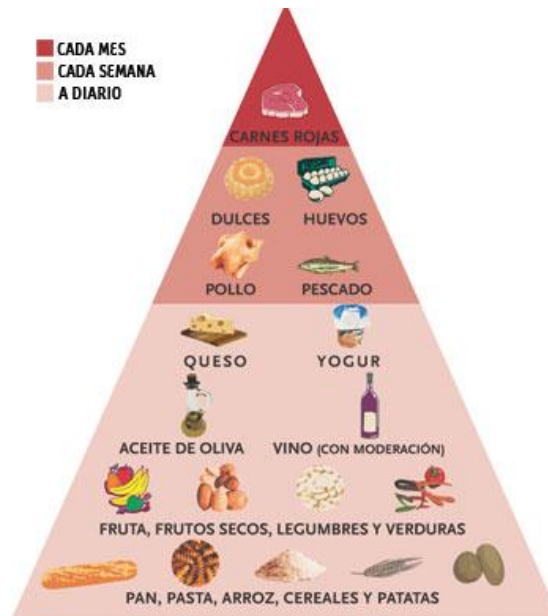 CADA MES
CADA SEMANA
A DIARIO
CARNES ROJAS
DULCES HUEVOS
POLLO PESCADO
QUESO YOGUR
ACEITE DE OLIVA VINO (CON MODERACIÓN)
FRUTA, FRUTOS SECOS, LEGUMBRES Y VERDURAS
PAN, PASTA, ARROZ, CEREALES Y PATATAS